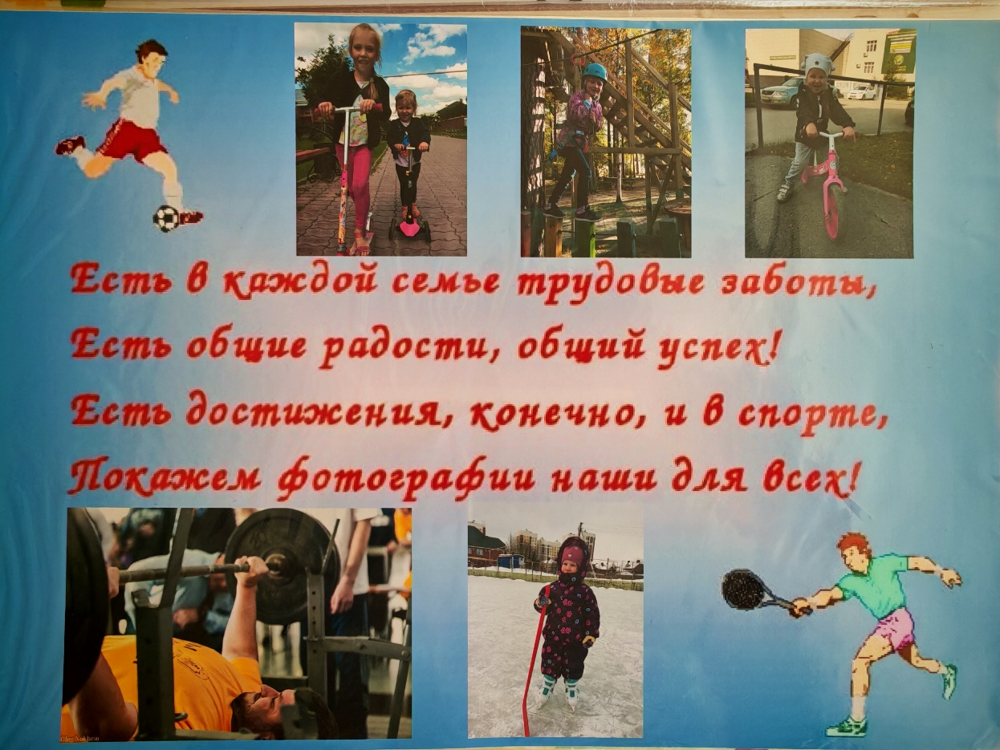 Есть в каждой семье трудовые заботы,
Есть общие радости, общий успех!
Есть достижения, конечно, и в спорте,
Покажем фотографии наши для всех!